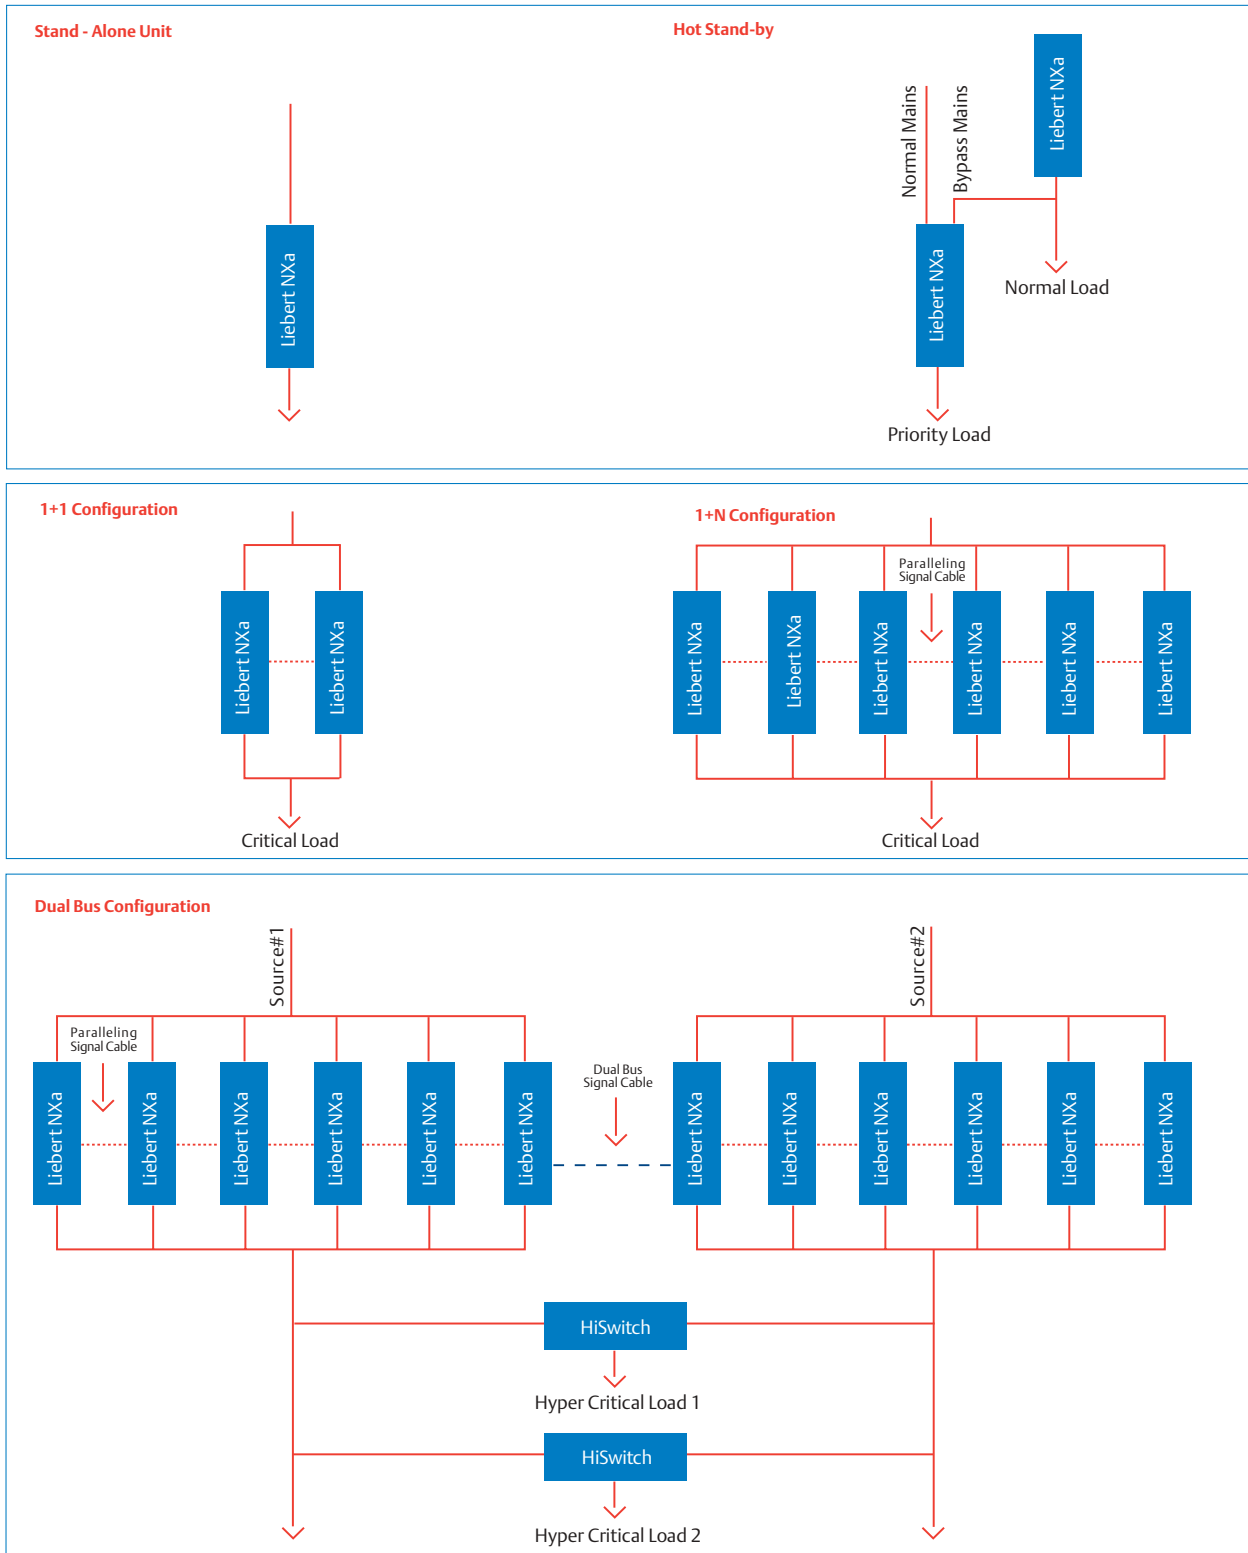 Stand - Alone Unit
Liebert NXa
Hot Stand-by
Normal Mains
Bypass Mains
Liebert NXa
Liebert NXa
Normal Load
Priority Load
1+1 Configuration
Liebert NXa
Liebert NXa
Critical Load
1+N Configuration
Paralleling
Signal Cable
Liebert NXa
Liebert NXa
Liebert NXa
Liebert NXa
Liebert NXa
Liebert NXa
Critical Load
Dual Bus Configuration
Source#1
Paralleling
Signal Cable
Liebert NXa
Liebert NXa
Liebert NXa
Liebert NXa
Liebert NXa
Liebert NXa
Dual Bus
Signal Cable
Source#2
Liebert NXa
Liebert NXa
Liebert NXa
Liebert NXa
Liebert NXa
Liebert NXa
HiSwitch
Hyper Critical Load 1
HiSwitch
Hyper Critical Load 2